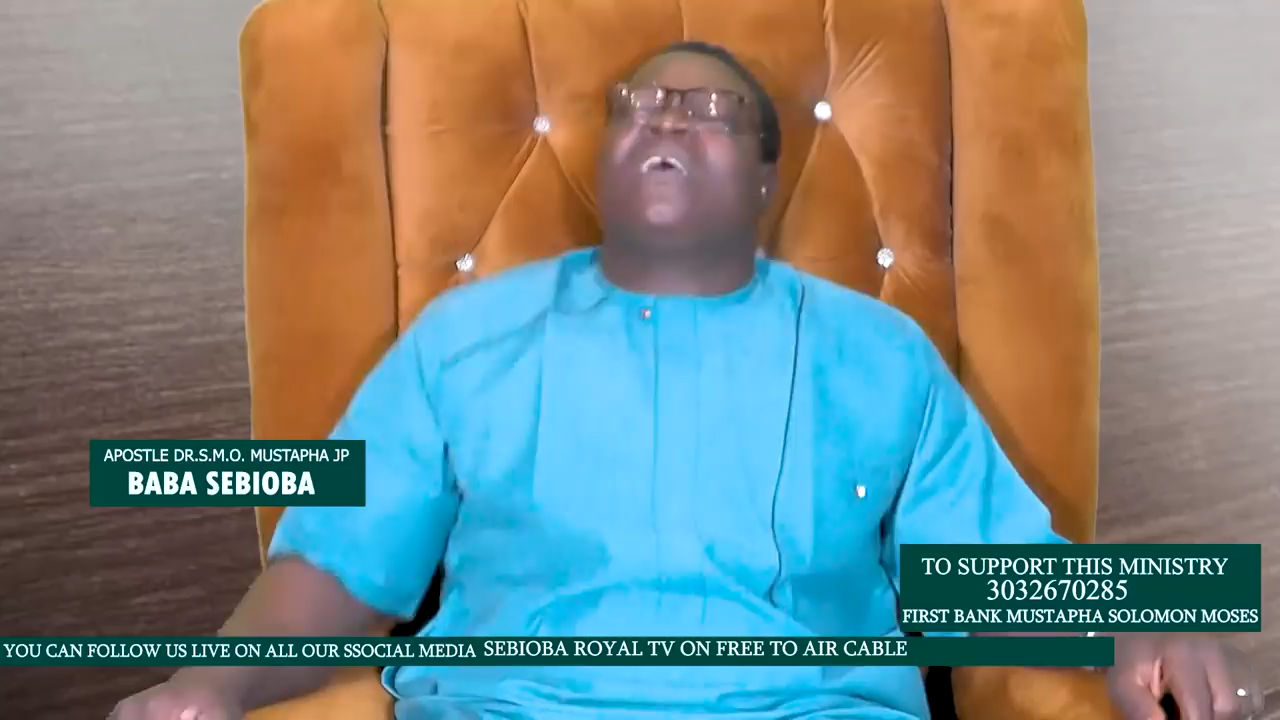 APOSTLE DR.S.M.O. MUSTAPHA JP
BABA SEBIOBA
TO SUPPORT THIS MINISTRY
3032670285
FIRST BANK MUSTAPHA SOLOMON MOSES
YOU CAN FOLLOW US LIVE ON ALL OUR SSOCIAL MEDIA SEBIOBA ROYAL TV ON FREE TO AIR CABLE